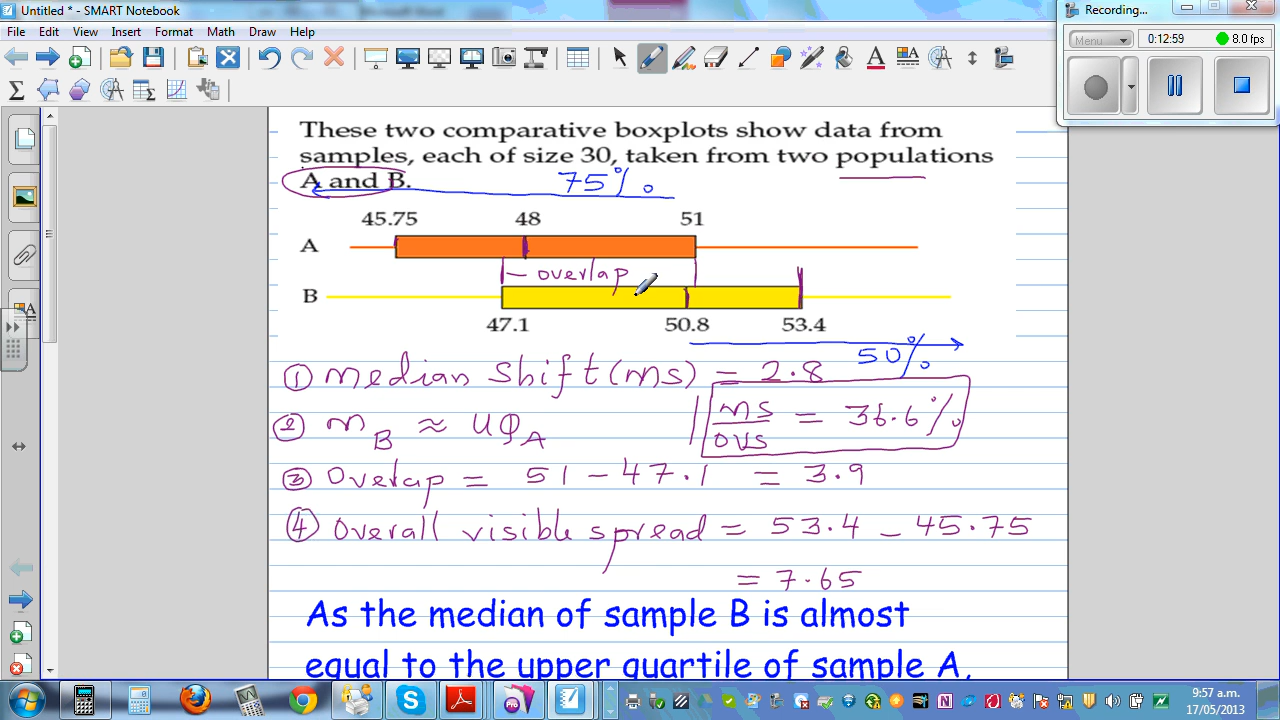 Untitled * - SMART Notebook
Recording...
File Edit View Insert Format Math Draw Help
Menu 0:12:59 8.0 fps
These two comparative boxplots show data from
samples, each of size 30, taken from two populations
A and B.
75%
45.75 48 51
A
overlap
B
47.1 50.8 53.4
50%
① Median Shift (MS) = 2.8
MS/OVS = 36.6%
② m_B ≈ UQ_A
③ Overlap = 51 - 47.1 = 3.9
④ Overall visible spread = 53.4 - 45.75
= 7.65
As the median of sample B is almost
equal to the upper quartile of sample A,
9:57 a.m.
17/05/2013